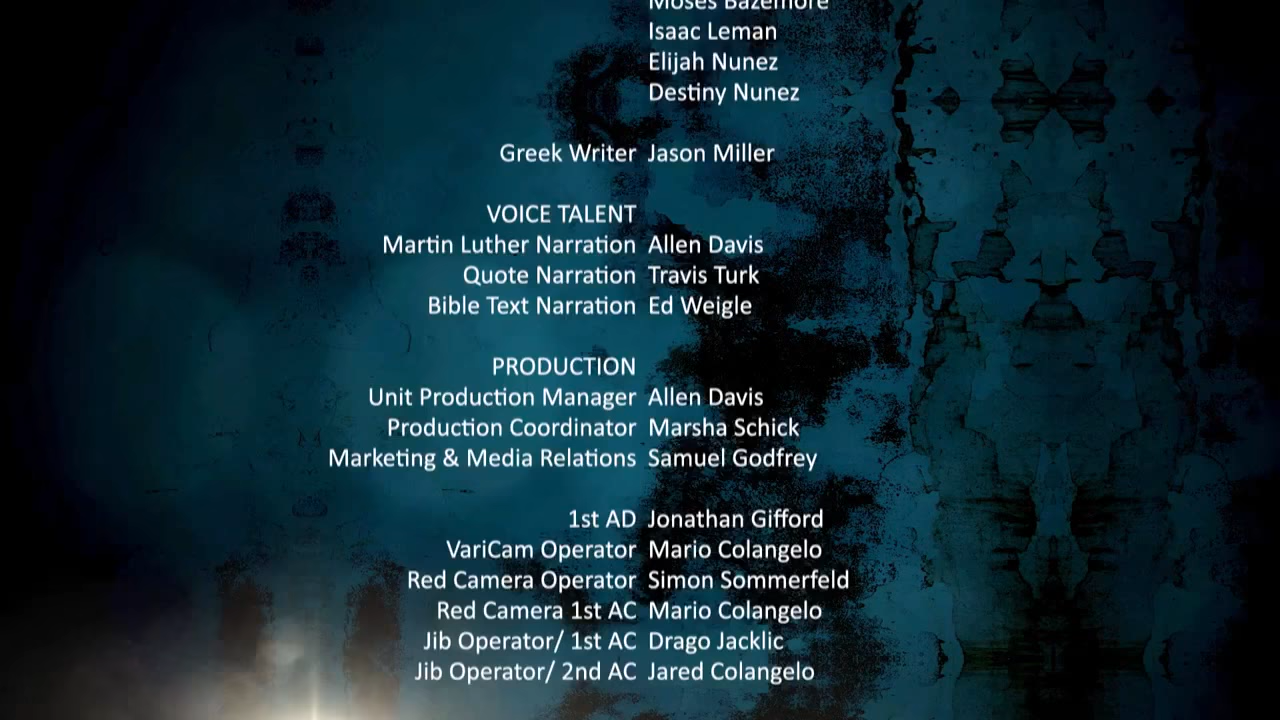 Moses Bazemore
Isaac Leman
Elijah Nunez
Destiny Nunez
Greek Writer Jason Miller
VOICE TALENT
Martin Luther Narration Allen Davis
Quote Narration Travis Turk
Bible Text Narration Ed Weigle
PRODUCTION
Unit Production Manager Allen Davis
Production Coordinator Marsha Schick
Marketing & Media Relations Samuel Godfrey
1st AD Jonathan Gifford
VariCam Operator Mario Colangelo
Red Camera Operator Simon Sommerfeld
Red Camera 1st AC Mario Colangelo
Jib Operator/ 1st AC Drago Jacklic
Jib Operator/ 2nd AC Jared Colangelo